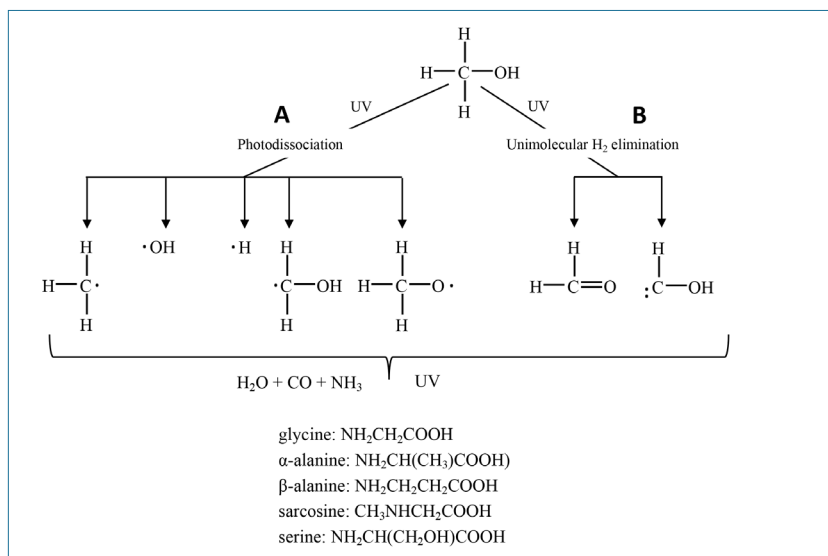 H
H C OH
H
UV UV
A B
Photodissociation Unimolecular H₂ elimination
H ·OH ·H H H H H
H C· ·C OH H C O· H C O :C OH
H H H
H₂O + CO + NH₃ UV
glycine: NH₂CH₂COOH
α-alanine: NH₂CH(CH₃)COOH)
β-alanine: NH₂CH₂CH₂COOH
sarcosine: CH₃NHCH₂COOH
serine: NH₂CH(CH₂OH)COOH